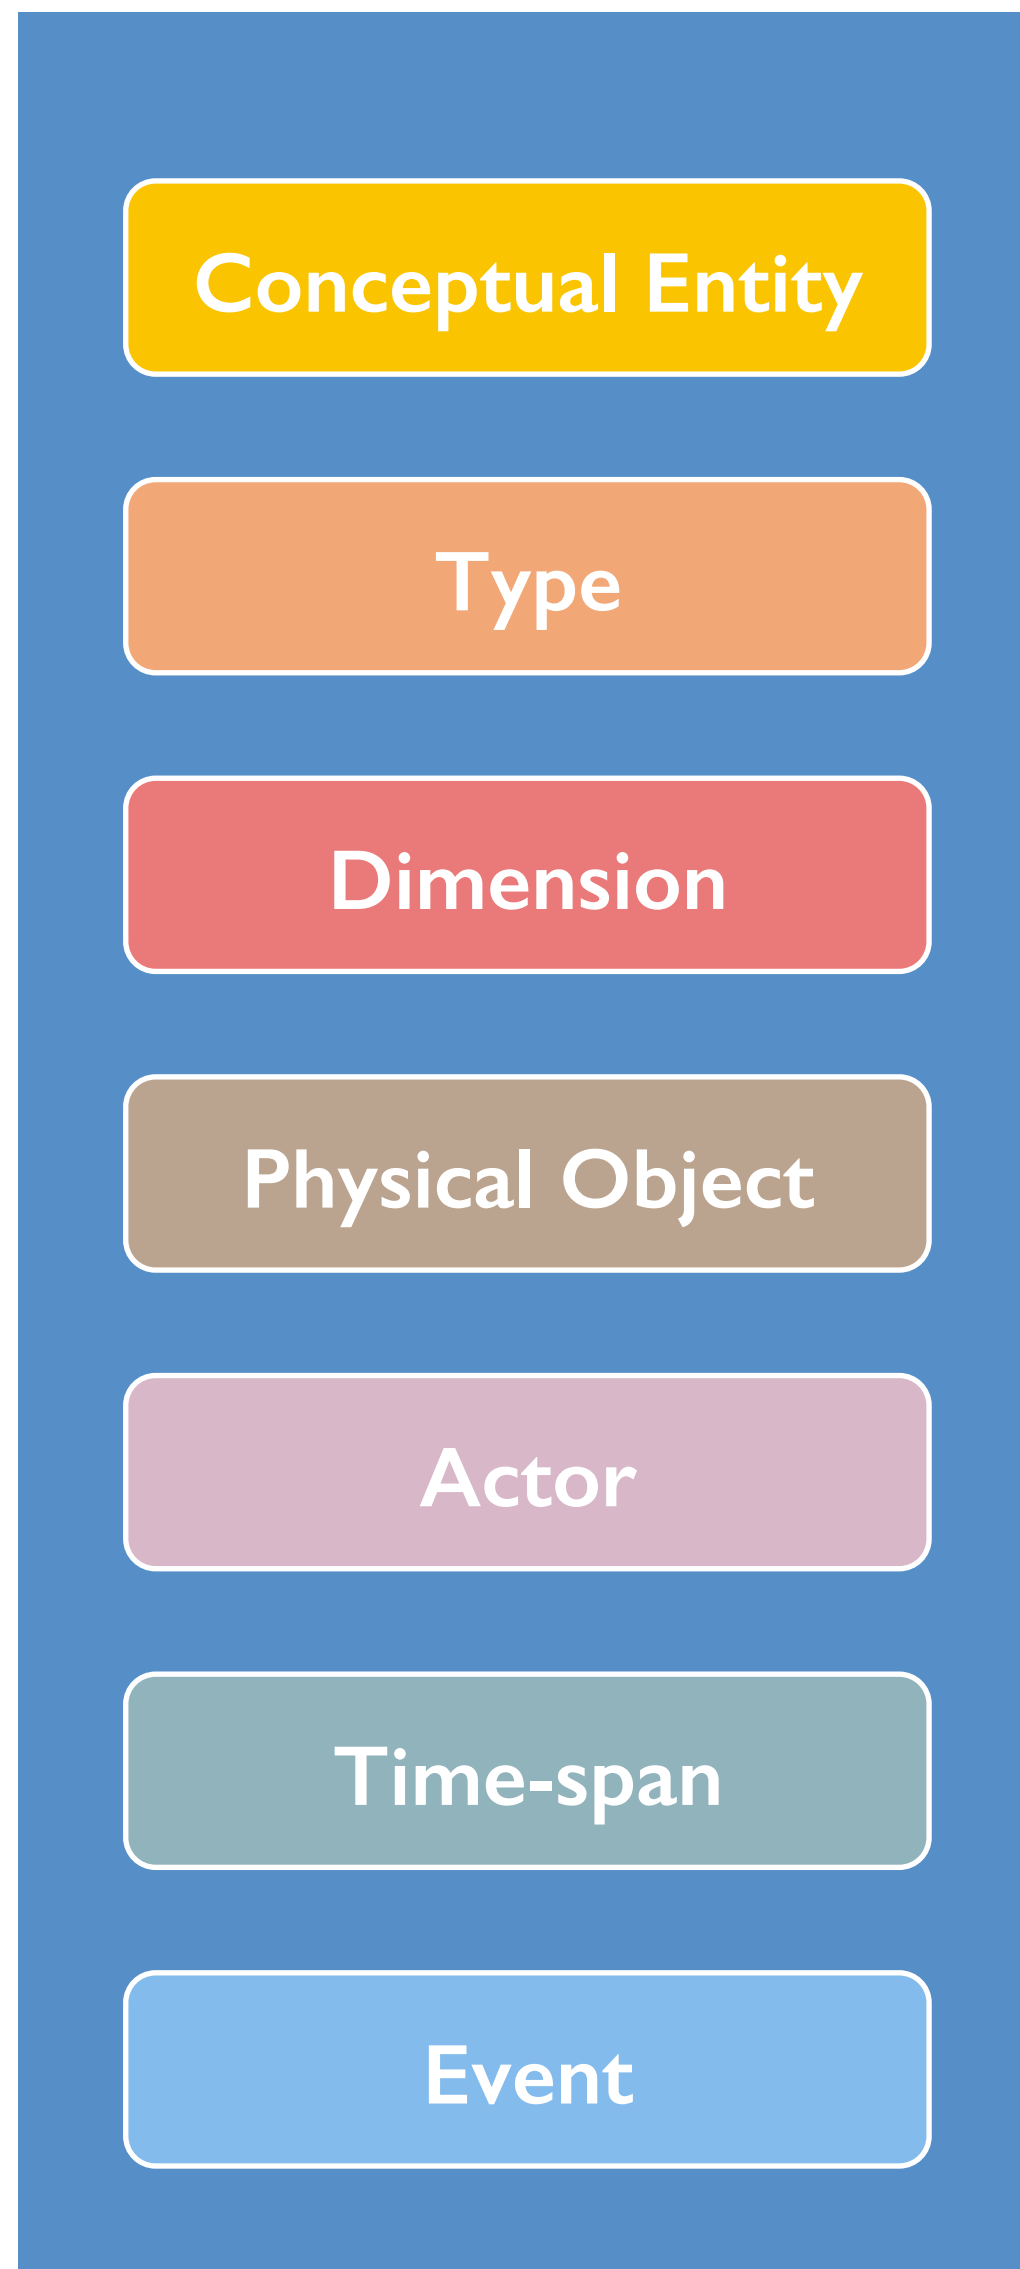 Conceptual Entity
Type
Dimension
Physical Object
Actor
Time-span
Event